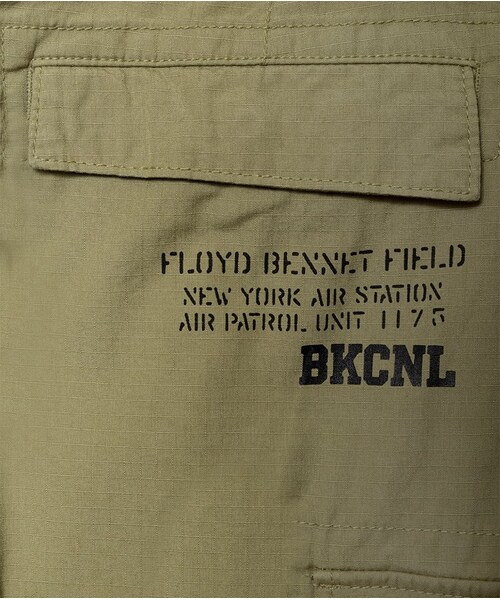 FLOYD BENNET FIELD
NEW YORK AIR STATION
AIR PATROL UNIT 1175
BKCNL